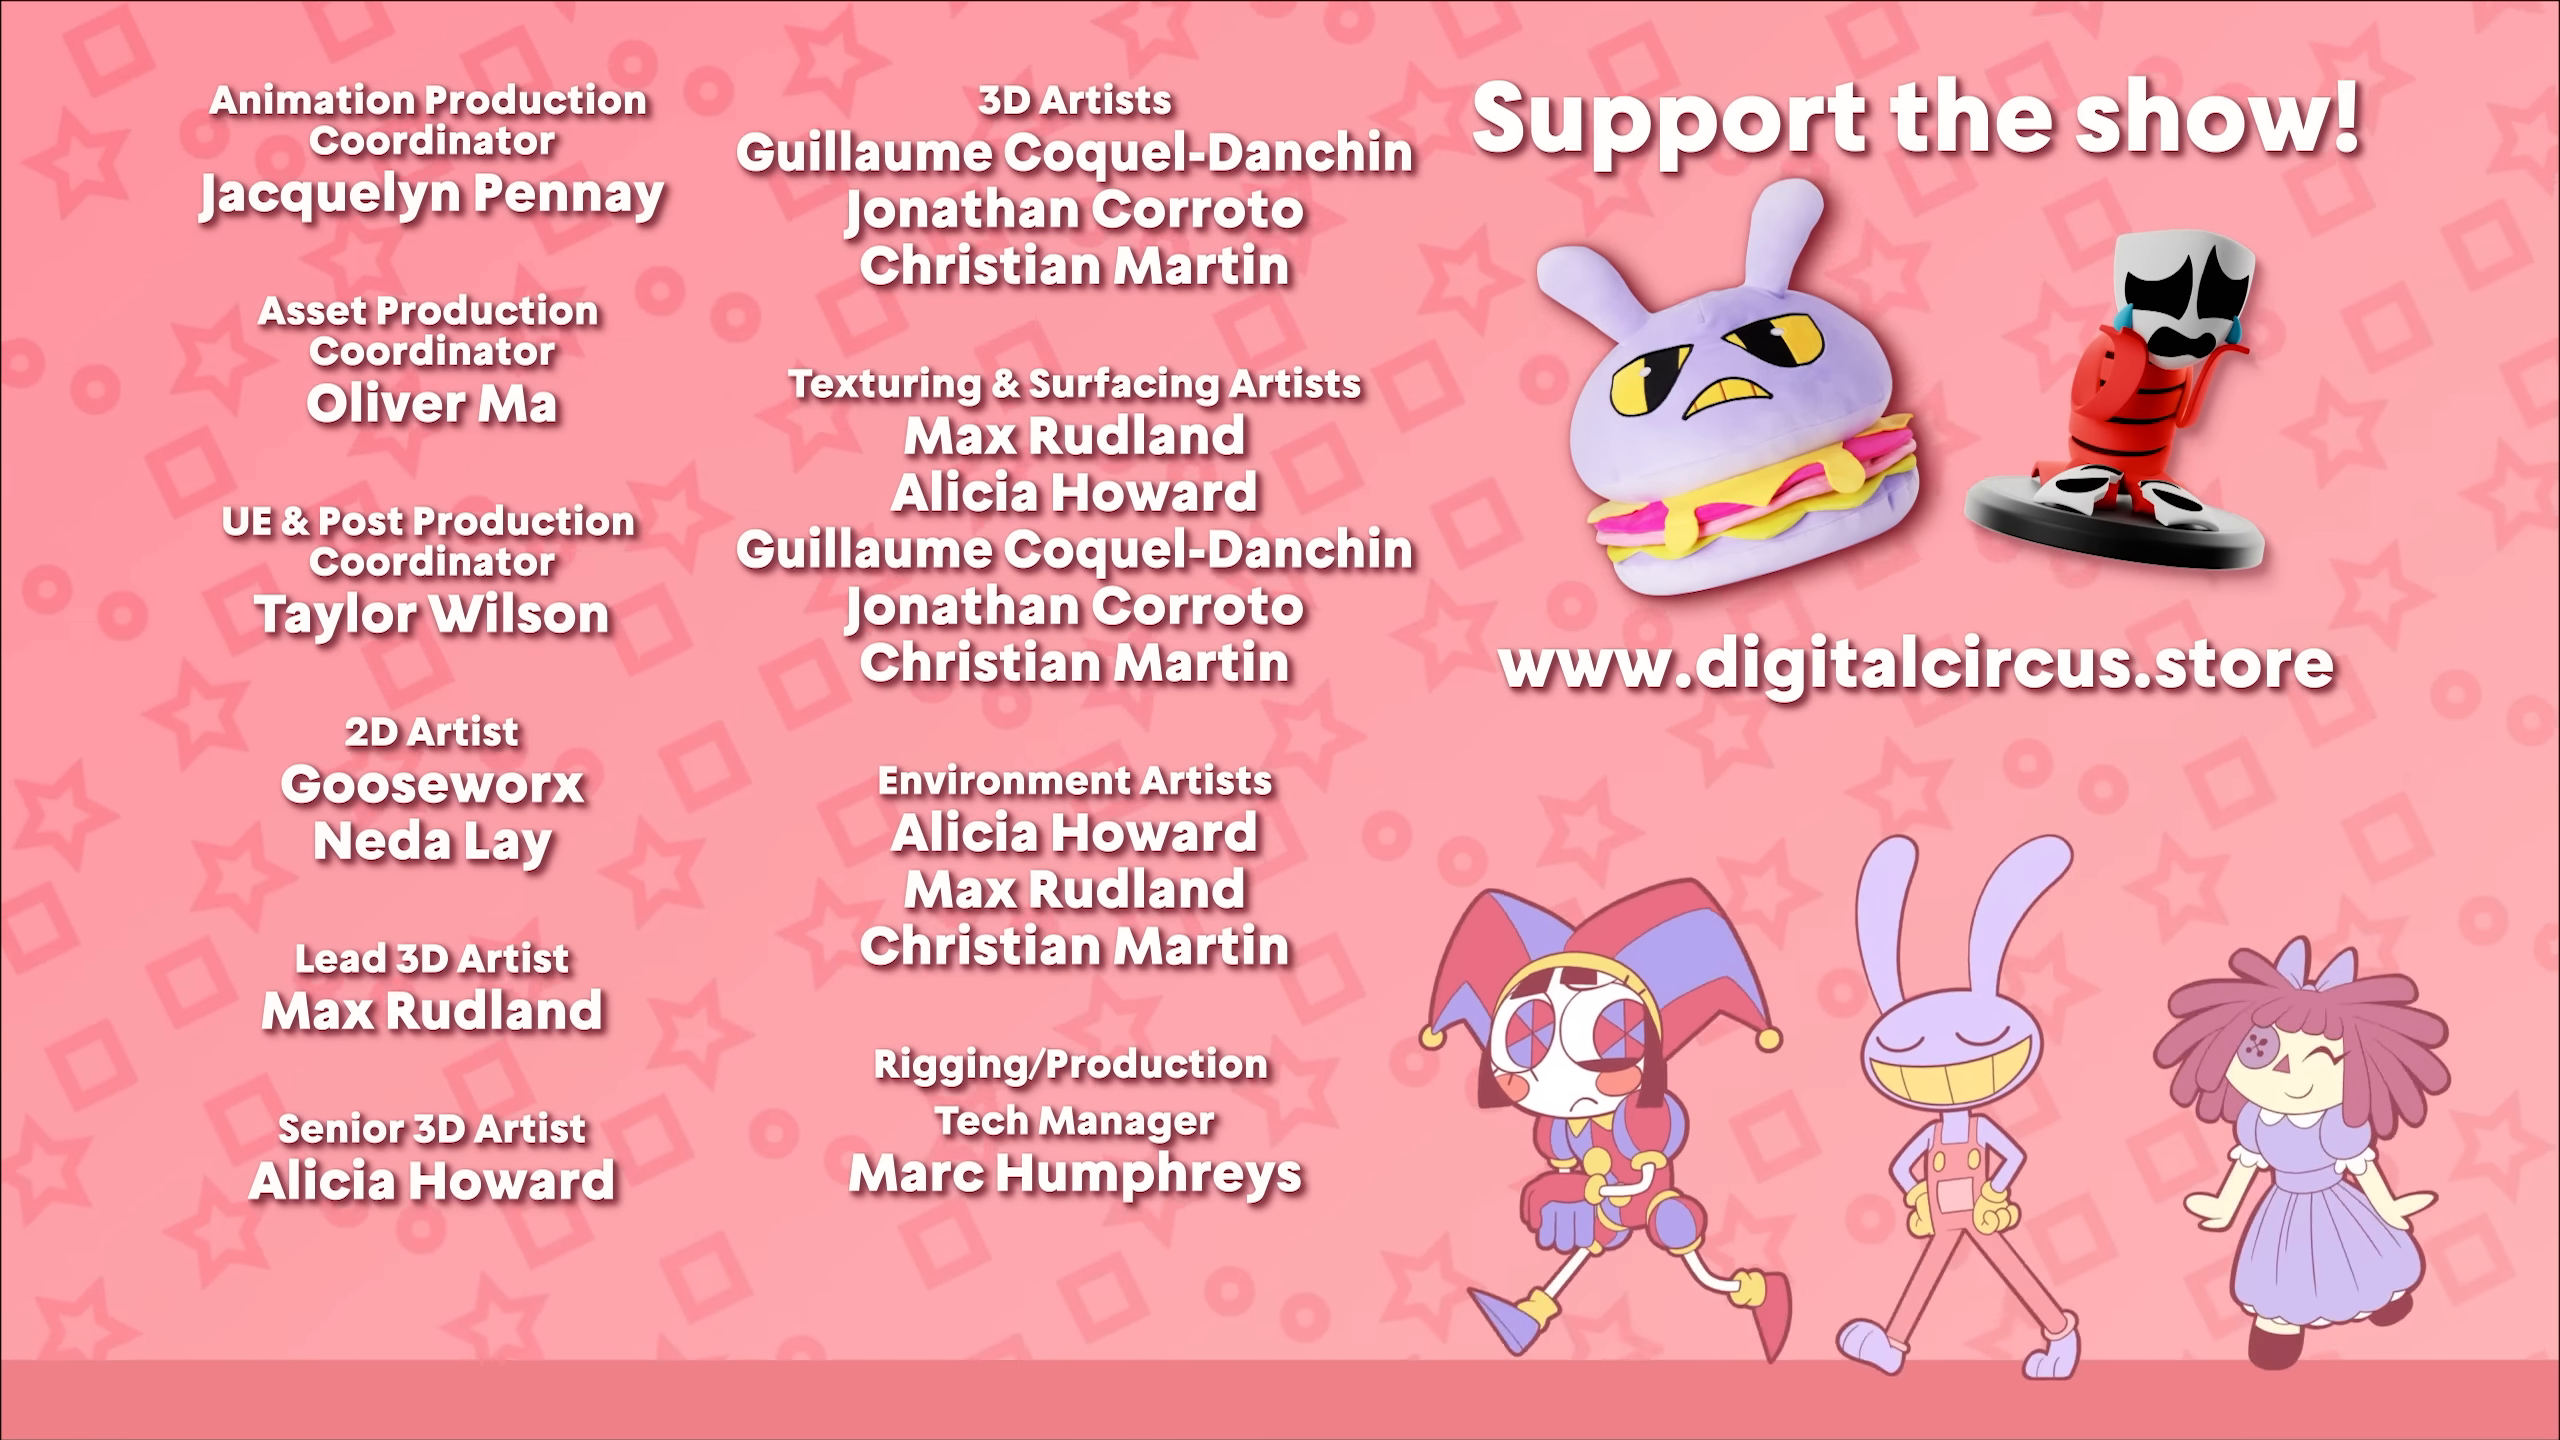 Animation Production
Coordinator
Jacquelyn Pennay
Asset Production
Coordinator
Oliver Ma
UE & Post Production
Coordinator
Taylor Wilson
2D Artist
Gooseworx
Neda Lay
Lead 3D Artist
Max Rudland
Senior 3D Artist
Alicia Howard
3D Artists
Guillaume Coquel-Danchin
Jonathan Corroto
Christian Martin
Texturing & Surfacing Artists
Max Rudland
Alicia Howard
Guillaume Coquel-Danchin
Jonathan Corroto
Christian Martin
Environment Artists
Alicia Howard
Max Rudland
Christian Martin
Rigging/Production
Tech Manager
Marc Humphreys
Support the show!
www.digitalcircus.store